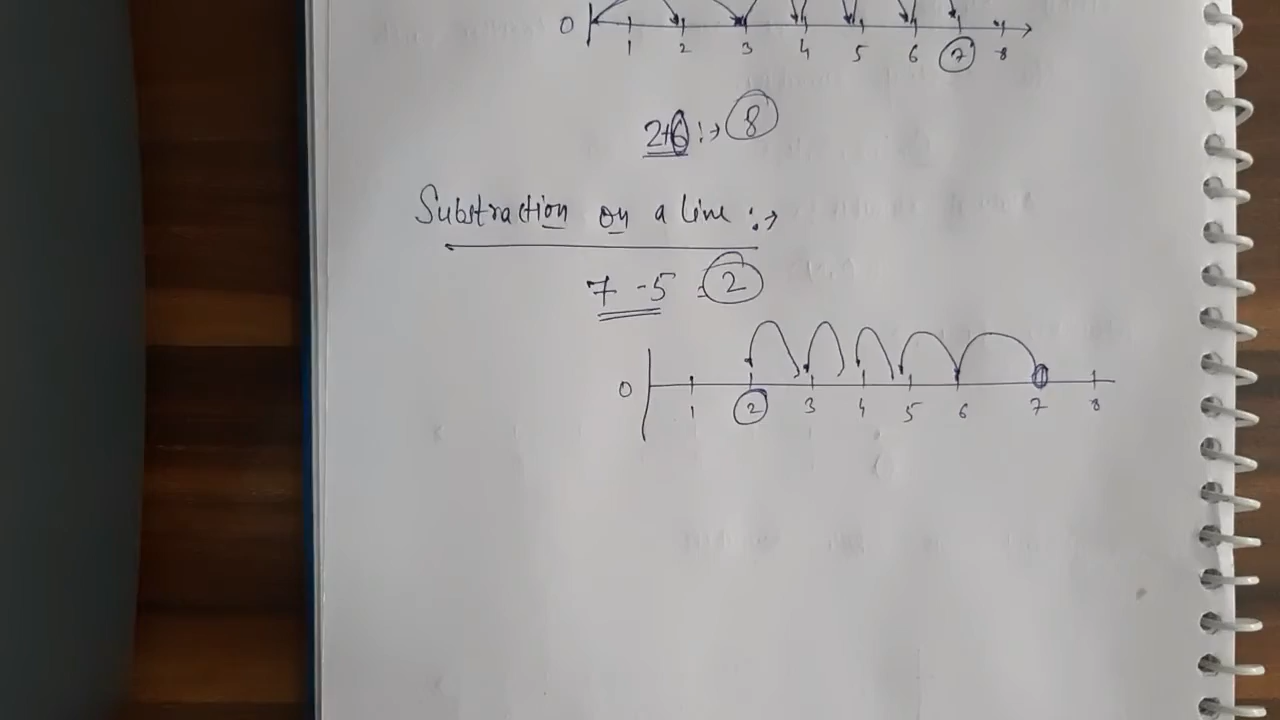 0 1 2 3 4 5 6 7 8
2+6 :→ 8
Substraction on a line :→
7 -5 : 2
0 1 2 3 4 5 6 7 8